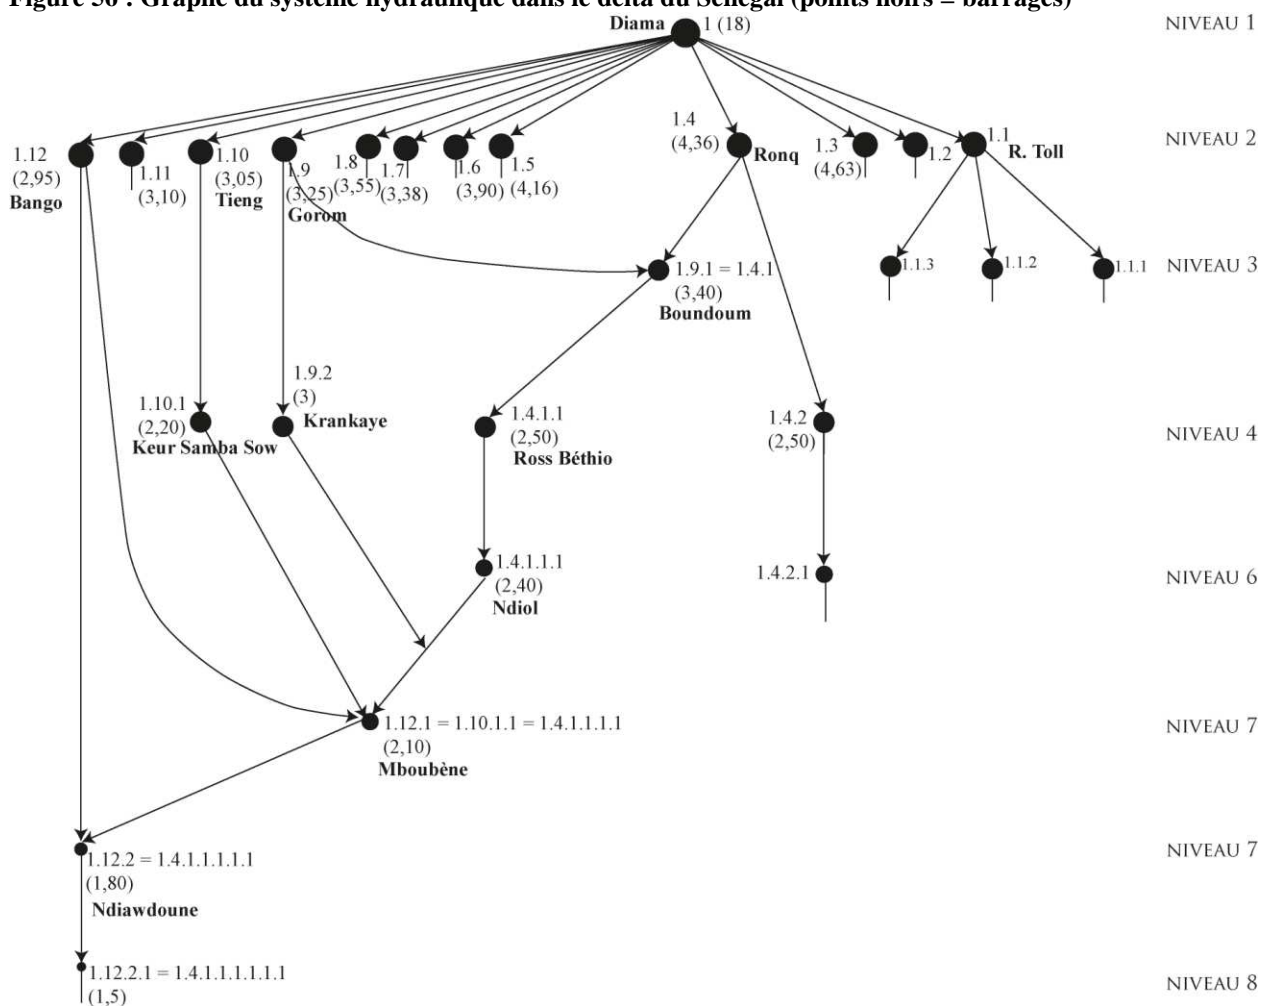 Figure 56 : Graphe du système hydraulique dans le delta du Sénégal (points noirs = barrages)
Diama 1 (18) NIVEAU 1
1.12
(2,95)
Bango
1.11
(3,10)
1.10
(3,05)
Tieng
1.9
(3,25)
Gorom
1.8
(3,55)
1.7
(3,38)
1.6
(3,90)
1.5
(4,16)
1.4
(4,36)
Ronq
1.3
(4,63)
1.2
1.1
R. Toll
NIVEAU 2
1.9.1 = 1.4.1
(3,40)
Boundoum
1.1.3
1.1.2
1.1.1
NIVEAU 3
1.10.1
(2,20)
Keur Samba Sow
1.9.2
(3)
Krankaye
1.4.1.1
(2,50)
Ross Béthio
1.4.2
(2,50)
NIVEAU 4
1.4.1.1.1
(2,40)
Ndiol
1.4.2.1
NIVEAU 6
1.12.1 = 1.10.1.1 = 1.4.1.1.1.1
(2,10)
Mboubène
NIVEAU 7
1.12.2 = 1.4.1.1.1.1.1
(1,80)
Ndiawdoune
NIVEAU 7
1.12.2.1 = 1.4.1.1.1.1.1.1
(1,5)
NIVEAU 8